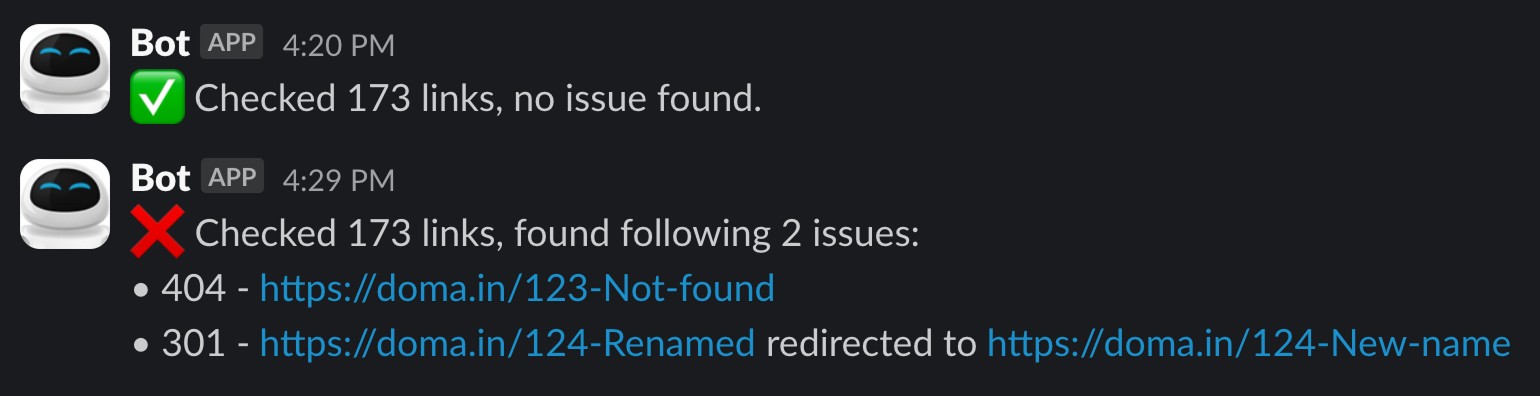 Bot APP 4:20 PM
✅ Checked 173 links, no issue found.
Bot APP 4:29 PM
❌ Checked 173 links, found following 2 issues:
• 404 - https://doma.in/123-Not-found
• 301 - https://doma.in/124-Renamed redirected to https://doma.in/124-New-name